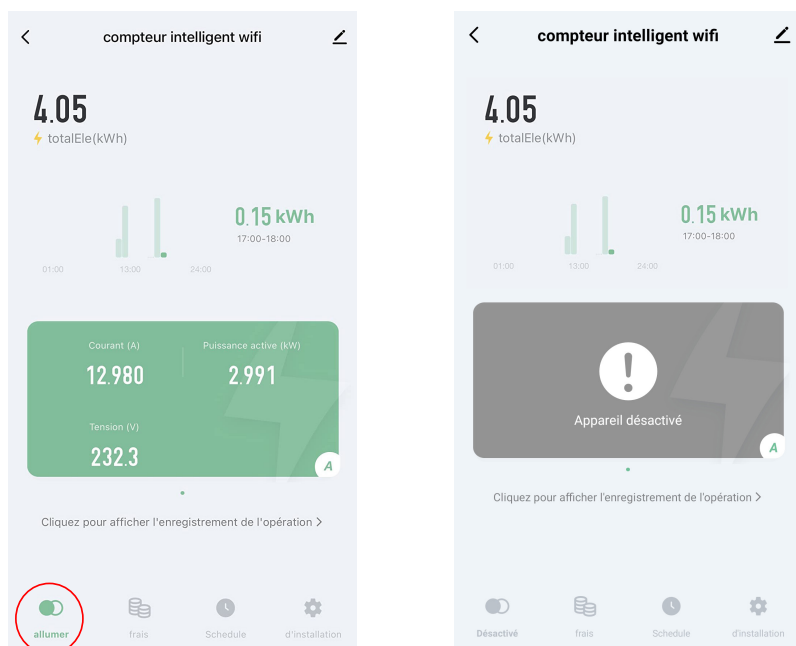 compteur intelligent wifi
4.05
totalEle(kWh)
0.15 kWh
17:00-18:00
01:00 13:00 24:00
Courant (A) Puissance active (kW)
12.980 2.991
Tension (V)
232.3
A
Cliquez pour afficher l'enregistrement de l'opération >
allumer frais Schedule d'installation
compteur intelligent wifi
4.05
totalEle(kWh)
0.15 kWh
17:00-18:00
01:00 13:00 24:00
Appareil désactivé
A
Cliquez pour afficher l'enregistrement de l'opération >
Désactivé frais Schedule d'installation